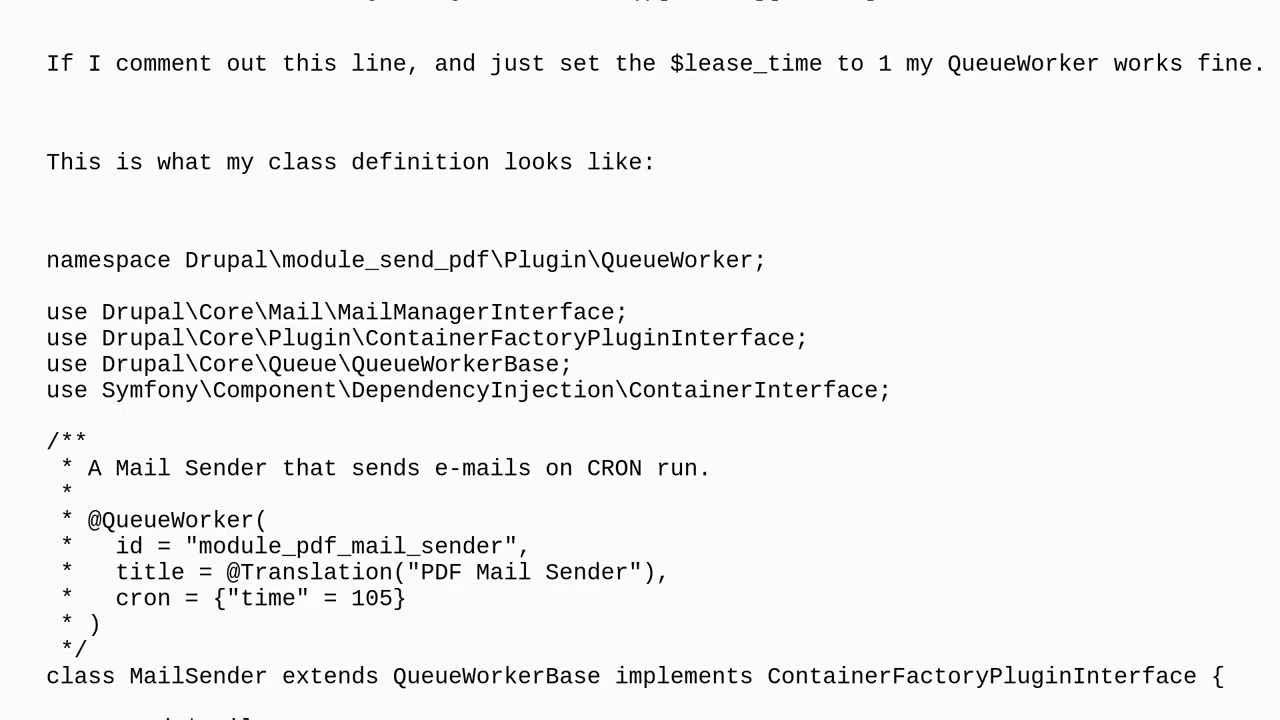 If I comment out this line, and just set the $lease_time to 1 my QueueWorker works fine.
This is what my class definition looks like:
namespace Drupal\module_send_pdf\Plugin\QueueWorker;
use Drupal\Core\Mail\MailManagerInterface;
use Drupal\Core\Plugin\ContainerFactoryPluginInterface;
use Drupal\Core\Queue\QueueWorkerBase;
use Symfony\Component\DependencyInjection\ContainerInterface;
/**
 * A Mail Sender that sends e-mails on CRON run.
 *
 * @QueueWorker(
 *   id = "module_pdf_mail_sender",
 *   title = @Translation("PDF Mail Sender"),
 *   cron = {"time" = 105}
 * )
 */
class MailSender extends QueueWorkerBase implements ContainerFactoryPluginInterface {